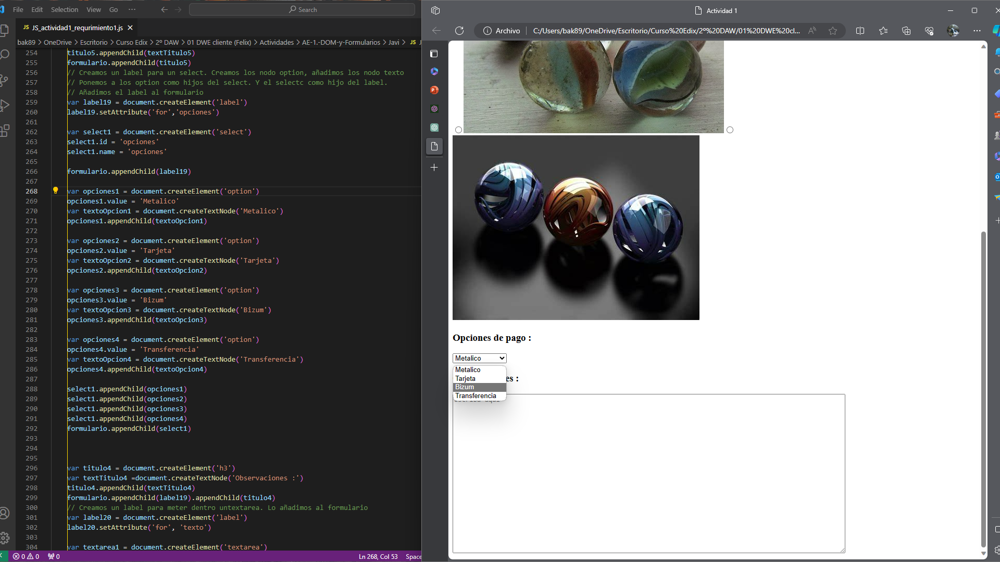 File Edit Selection View Go ··· Search
JS JS_actividad1_requrimiento1.js
bak89 > OneDrive > Escritorio > Curso Edix > 2º DAW > 01 DWE cliente (Felix) > Actividades > AE-1.-DOM-y-Formularios > Javi > JS
254 titulo5.appendChild(textTitulo5)
255 formulario.appendChild(titulo5)
256 // Creamos un label para un select. Creamos los nodo option, añadimos los nodo texto
257 // Ponemos a los option como hijos del select. Y el selectc como hijo del label.
258 // Añadimos el label al formulario
259 var label19 = document.createElement('label')
260 label19.setAttribute('for','opciones')
261
262 var select1 = document.createElement('select')
263 select1.id = 'opciones'
264 select1.name = 'opciones'
265
266 formulario.appendChild(label19)
267
268 var opciones1 = document.createElement('option')
269 opciones1.value = 'Metalico'
270 var textoOpcion1 = document.createTextNode('Metalico')
271 opciones1.appendChild(textoOpcion1)
272
273 var opciones2 = document.createElement('option')
274 opciones2.value = 'Tarjeta'
275 var textoOpcion2 = document.createTextNode('Tarjeta')
276 opciones2.appendChild(textoOpcion2)
277
278 var opciones3 = document.createElement('option')
279 opciones3.value = 'Bizum'
280 var textoOpcion3 = document.createTextNode('Bizum')
281 opciones3.appendChild(textoOpcion3)
282
283 var opciones4 = document.createElement('option')
284 opciones4.value = 'Transferencia'
285 var textoOpcion4 = document.createTextNode('Transferencia')
286 opciones4.appendChild(textoOpcion4)
287
288 select1.appendChild(opciones1)
289 select1.appendChild(opciones2)
290 select1.appendChild(opciones3)
291 select1.appendChild(opciones4)
292 formulario.appendChild(select1)
293
294
295
296 var titulo4 = document.createElement('h3')
297 var textTitulo4 =document.createTextNode('Observaciones :')
298 titulo4.appendChild(textTitulo4)
299 formulario.appendChild(label19).appendChild(titulo4)
300 // Creamos un label para meter dentro untextarea. Lo añadimos al formulario
301 var label20 = document.createElement('label')
302 label20.setAttribute('for', 'texto')
303
304 var textarea1 = document.createElement('textarea')
0 0 0 Ln 268, Col 53 Space
Actividad 1
Archivo C:/Users/bak89/OneDrive/Escritorio/Curso%20Edix/2º%20DAW/01%20DWE%20cl...
Opciones de pago :
Metalico
Metalico
Tarjeta
Bizum
Transferencia
es :